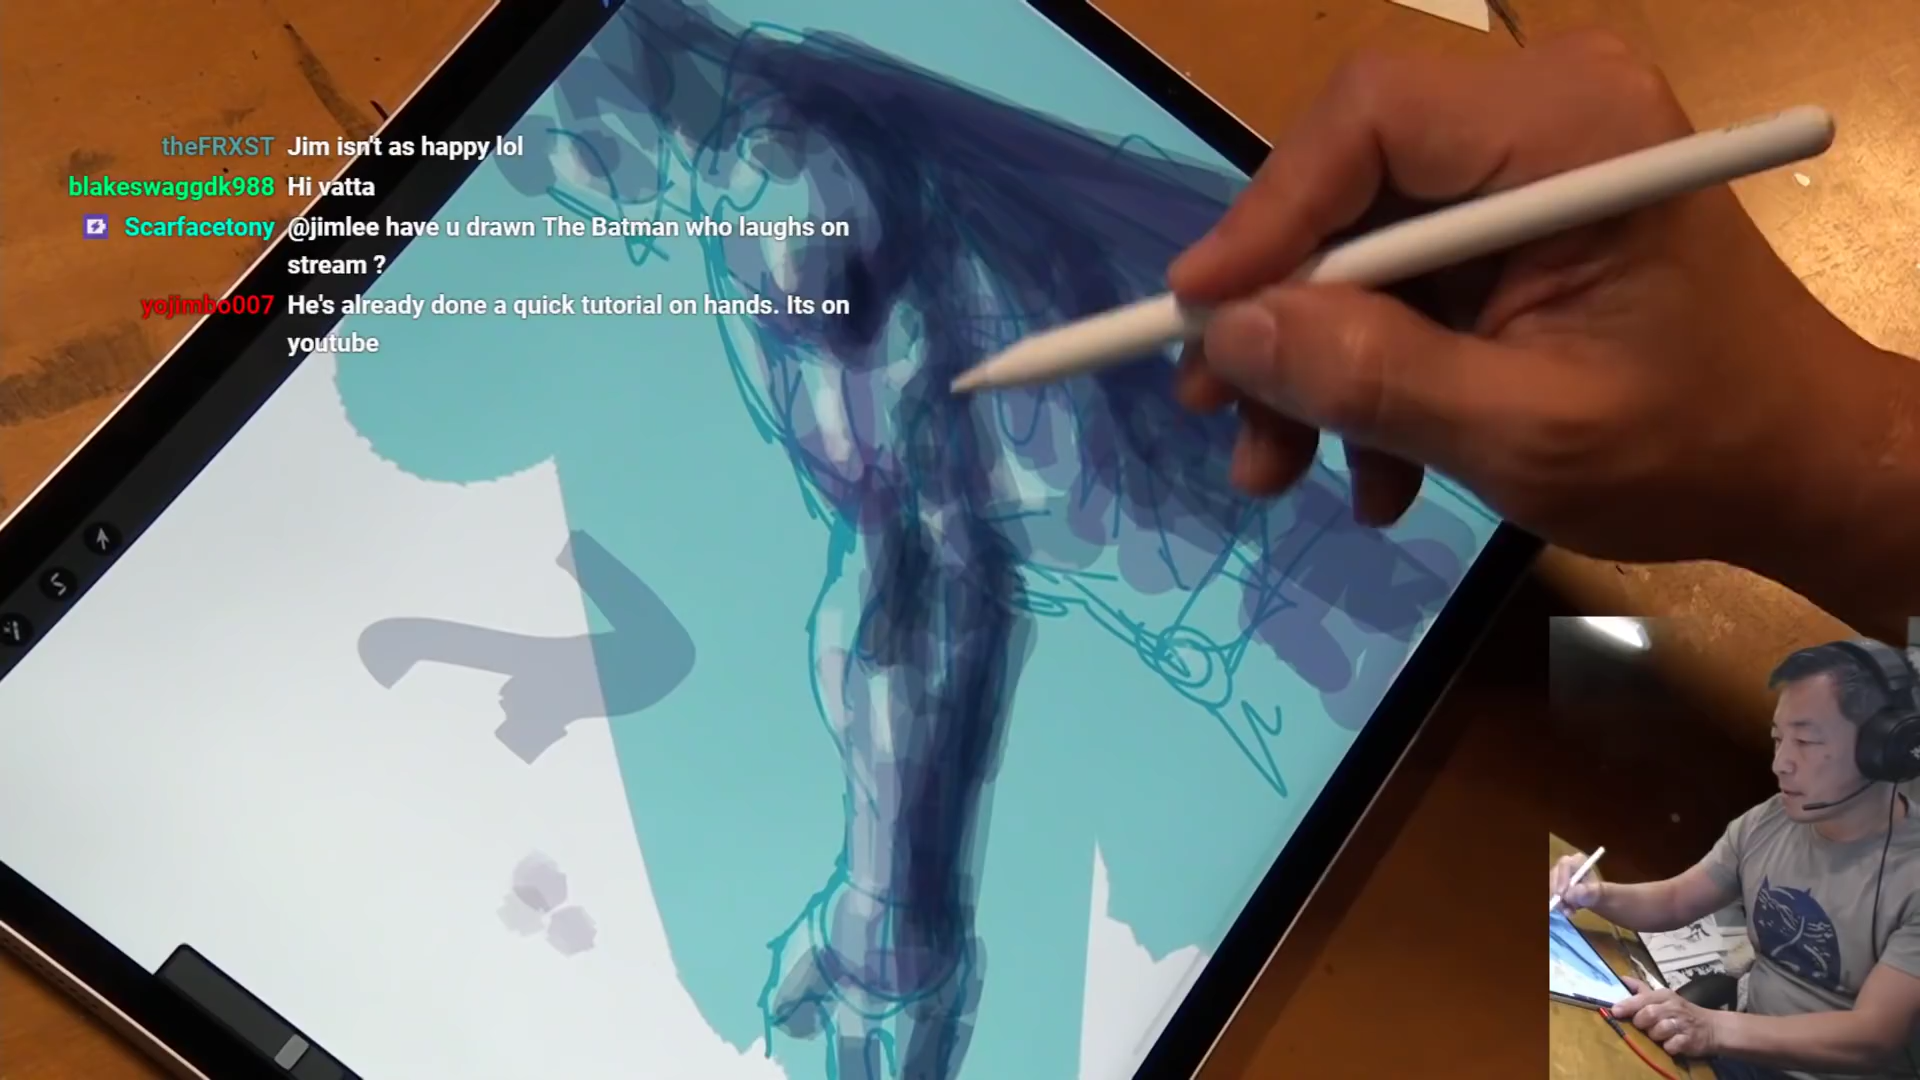 theFRXST Jim isn't as happy lol
blakeswaggdk988 Hi vatta
Scarfacetony @jimlee have u drawn The Batman who laughs on
stream ?
yojimbo007 He's already done a quick tutorial on hands. Its on
youtube